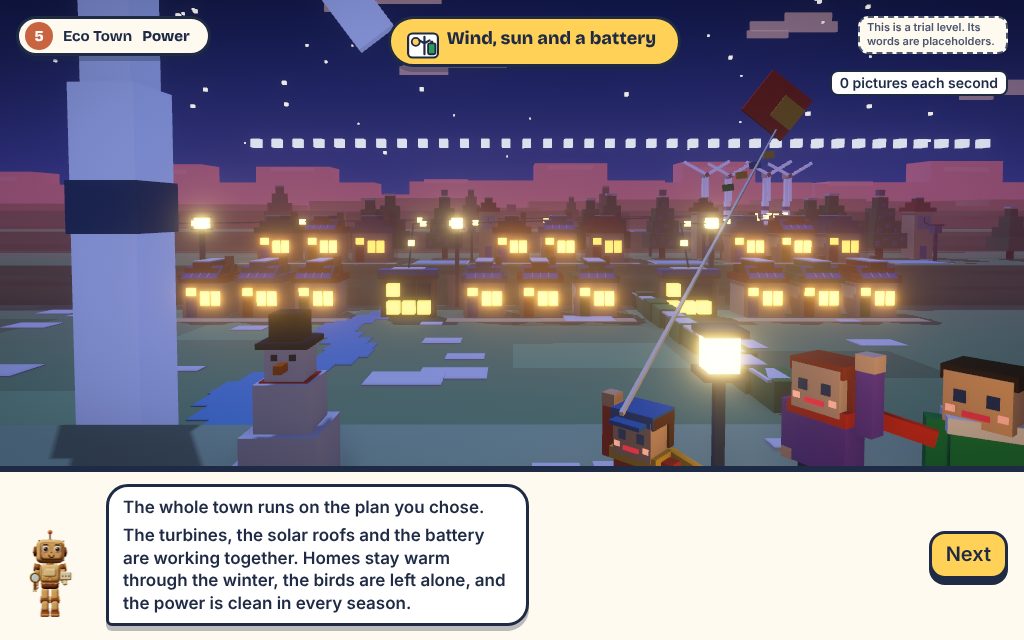 5 Eco Town Power
Wind, sun and a battery
This is a trial level. Its
words are placeholders.
0 pictures each second
The whole town runs on the plan you chose.
The turbines, the solar roofs and the battery
are working together. Homes stay warm
through the winter, the birds are left alone, and
the power is clean in every season.
Next